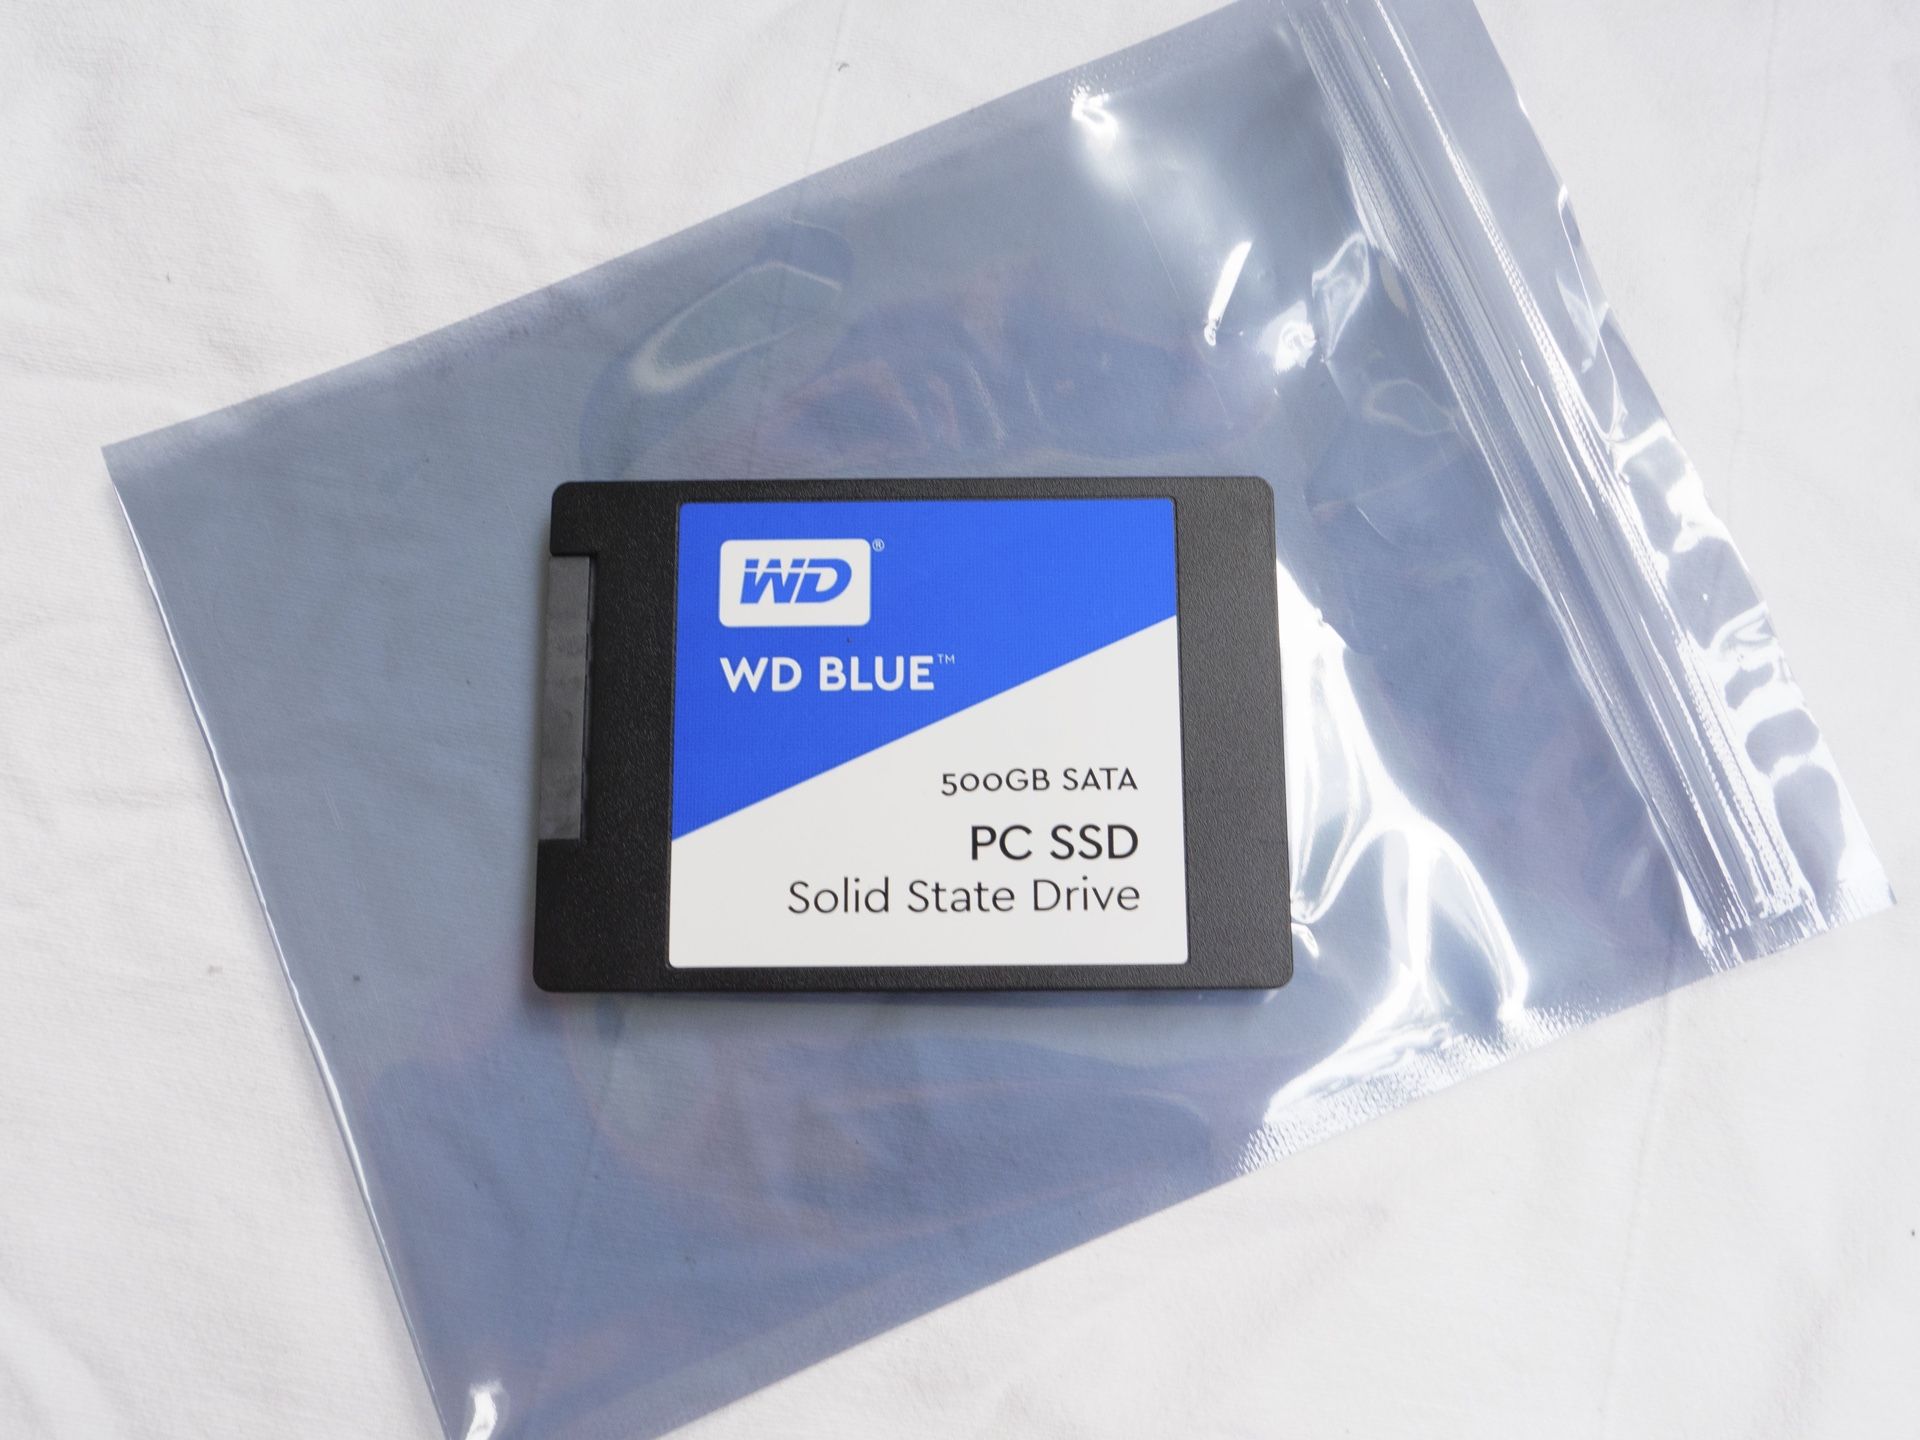 WD®
WD BLUE™
500GB SATA
PC SSD
Solid State Drive